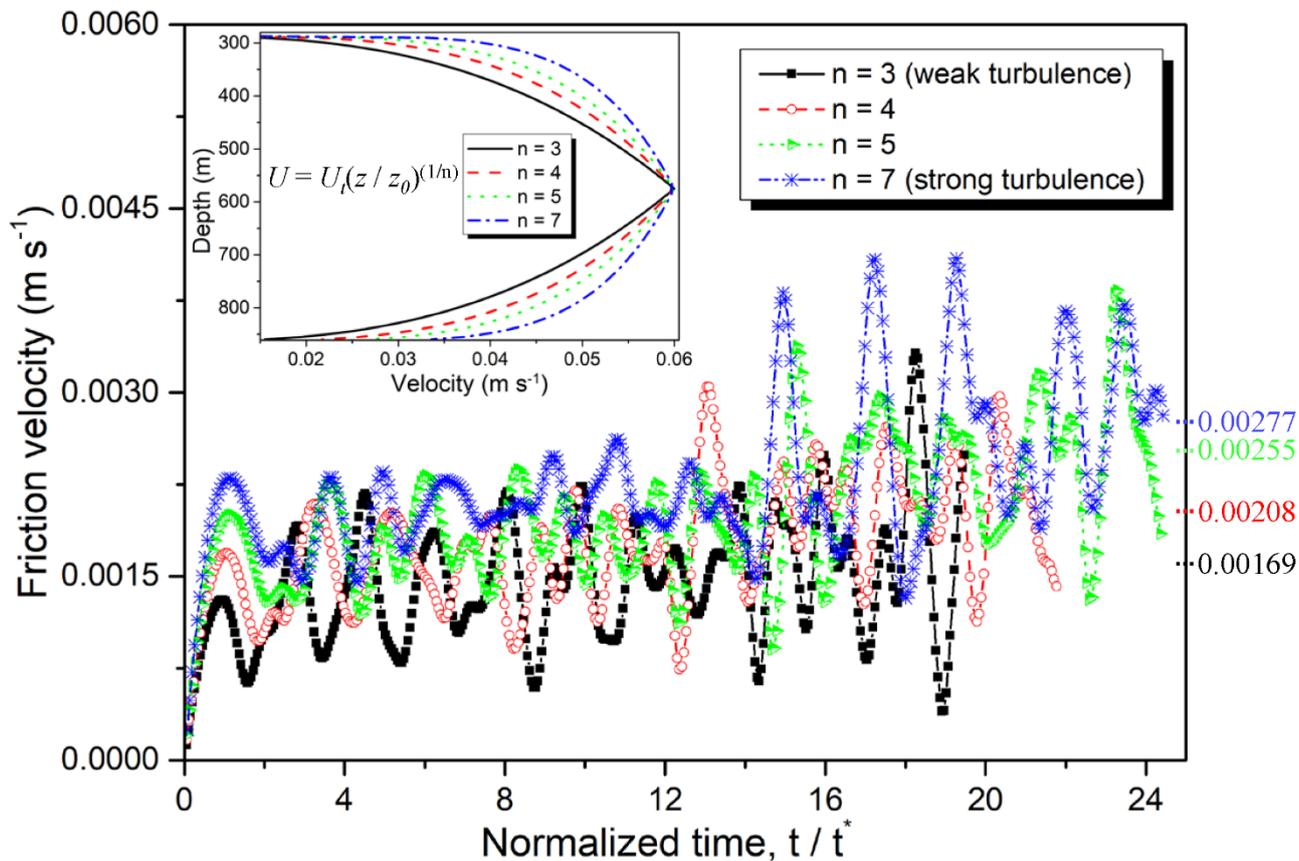 0.0060
0.0045
0.0030
0.0015
0.0000
Friction velocity (m s⁻¹)
0 4 8 12 16 20 24
Normalized time, t / t*
n = 3 (weak turbulence)
n = 4
n = 5
n = 7 (strong turbulence)
0.00277
0.00255
0.00208
0.00169
300
400
500
600
700
800
Depth (m)
0.02 0.03 0.04 0.05 0.06
Velocity (m s⁻¹)
U = Uₜ(z / z₀)⁽¹/ⁿ⁾
n = 3
n = 4
n = 5
n = 7